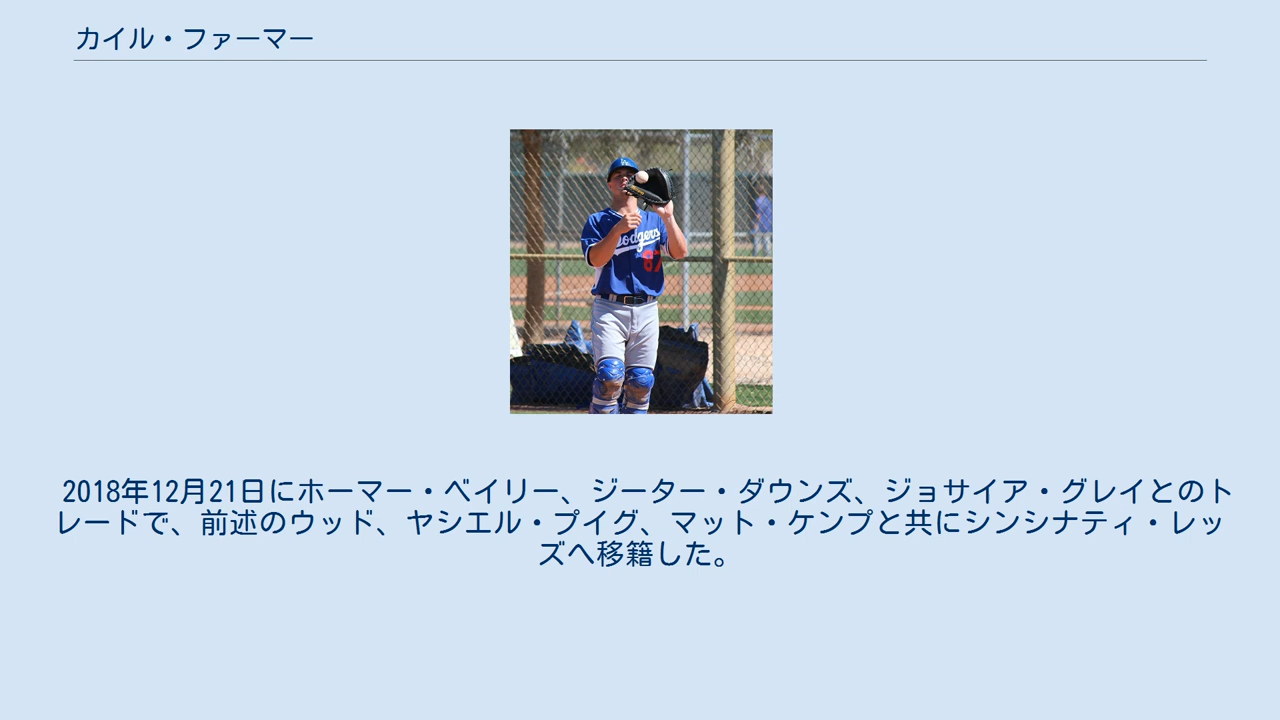 カイル・ファーマー
Dodgers
67
2018年12月21日にホーマー・ベイリー、ジーター・ダウンズ、ジョサイア・グレイとのト
レードで、前述のウッド、ヤシエル・プイグ、マット・ケンプと共にシンシナティ・レッ
ズへ移籍した。